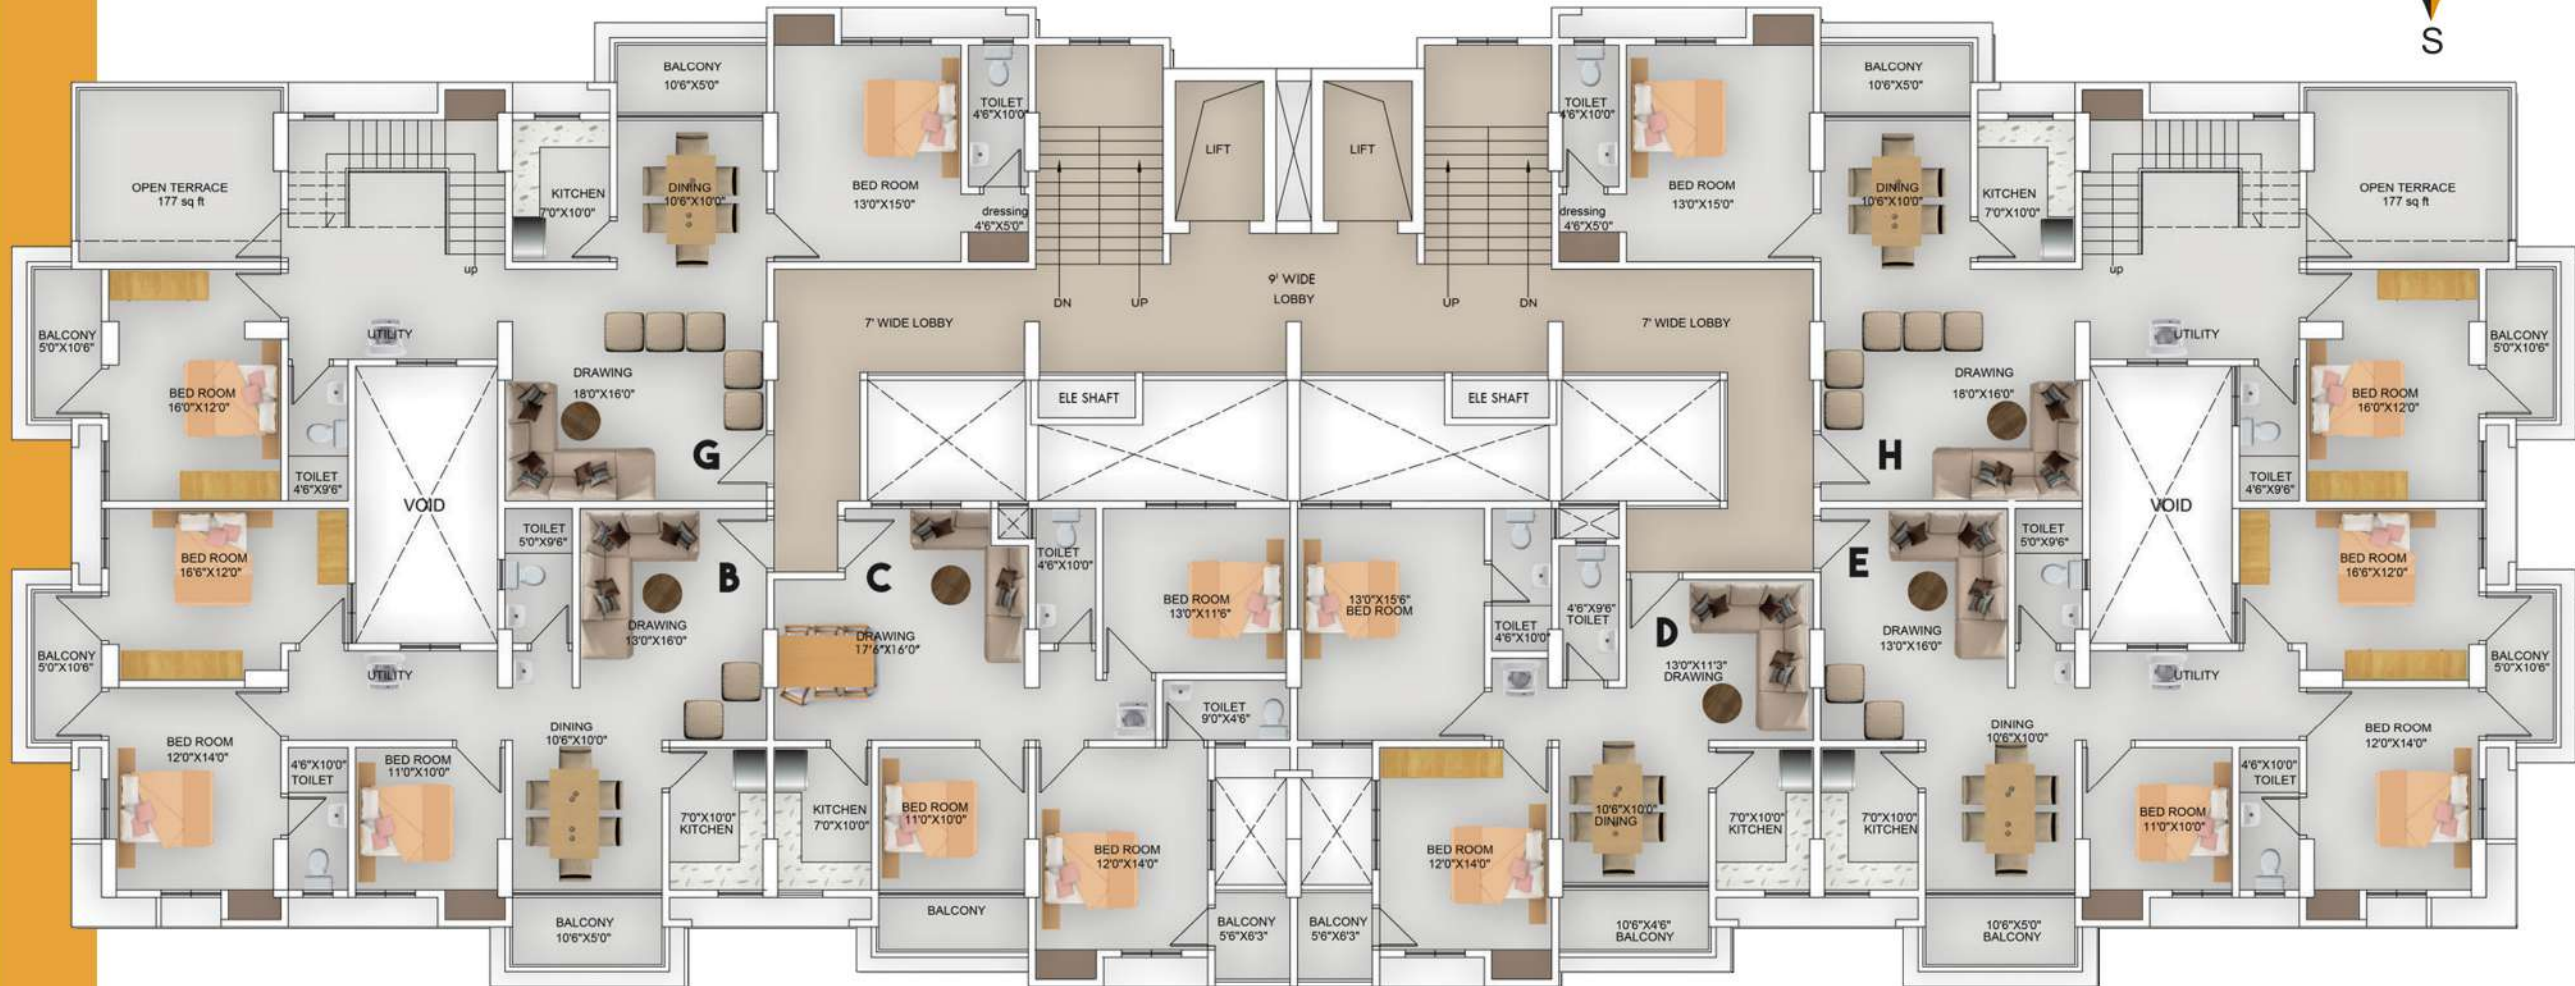 S
BALCONY
10'6"X5'0"
OPEN TERRACE
177 sq ft
up
KITCHEN
7'0"X10'0"
DINING
10'6"X10'0"
BED ROOM
13'0"X15'0"
TOILET
4'6"X10'0"
dressing
4'6"X5'0"
DN
UP
LIFT
LIFT
9' WIDE
LOBBY
UP
DN
TOILET
4'6"X10'0"
dressing
4'6"X5'0"
BED ROOM
13'0"X15'0"
BALCONY
10'6"X5'0"
DINING
10'6"X10'0"
KITCHEN
7'0"X10'0"
up
OPEN TERRACE
177 sq ft
BALCONY
5'0"X10'6"
BED ROOM
16'0"X12'0"
UTILITY
TOILET
4'6"X9'6"
VOID
DRAWING
18'0"X16'0"
G
7' WIDE LOBBY
ELE SHAFT
ELE SHAFT
7' WIDE LOBBY
H
DRAWING
18'0"X16'0"
VOID
UTILITY
TOILET
4'6"X9'6"
BED ROOM
16'0"X12'0"
BALCONY
5'0"X10'6"
BED ROOM
16'6"X12'0"
BALCONY
5'0"X10'6"
UTILITY
TOILET
5'0"X9'6"
B
DRAWING
13'0"X16'0"
BED ROOM
12'0"X14'0"
4'6"X10'0"
TOILET
BED ROOM
11'0"X10'0"
DINING
10'6"X10'0"
7'0"X10'0"
KITCHEN
BALCONY
10'6"X5'0"
C
DRAWING
17'6"X16'0"
TOILET
4'6"X10'0"
BED ROOM
13'0"X11'6"
TOILET
9'0"X4'6"
KITCHEN
7'0"X10'0"
BED ROOM
11'0"X10'0"
BED ROOM
12'0"X14'0"
BALCONY
BALCONY
5'6"X6'3"
13'0"X15'6"
BED ROOM
TOILET
4'6"X10'0"
4'6"X9'6"
TOILET
D
13'0"X11'3"
DRAWING
BED ROOM
12'0"X14'0"
10'6"X10'0"
DINING
7'0"X10'0"
KITCHEN
BALCONY
5'6"X6'3"
10'6"X4'6"
BALCONY
E
DRAWING
13'0"X16'0"
TOILET
5'0"X9'6"
UTILITY
BED ROOM
16'6"X12'0"
BALCONY
5'0"X10'6"
7'0"X10'0"
KITCHEN
DINING
10'6"X10'0"
BED ROOM
11'0"X10'0"
4'6"X10'0"
TOILET
BED ROOM
12'0"X14'0"
10'6"X5'0"
BALCONY